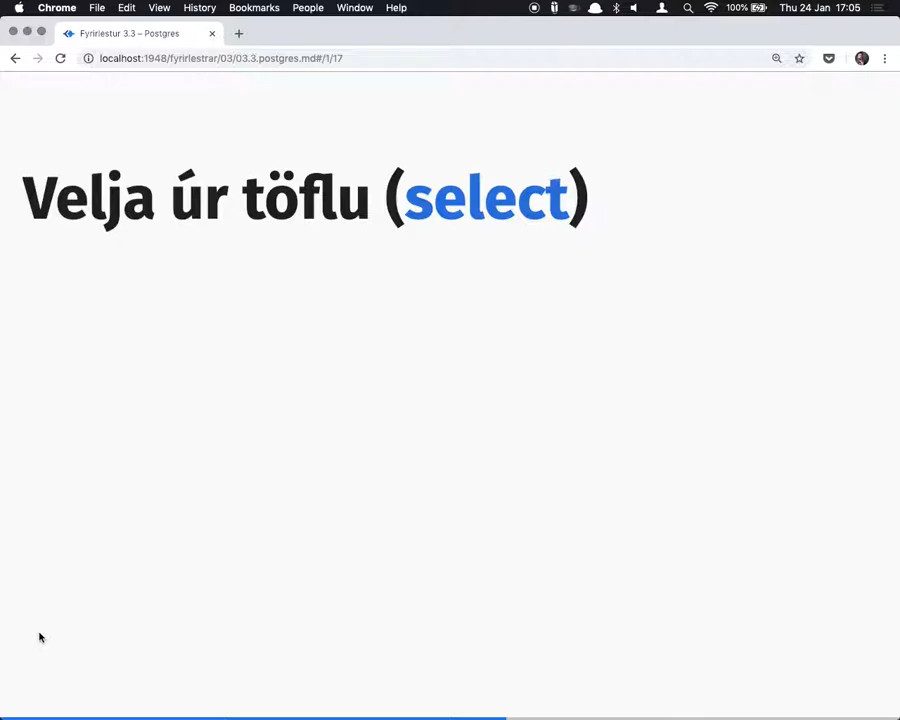 Chrome File Edit View History Bookmarks People Window Help 100% Thu 24 Jan 17:05
Fyrirlestur 3.3 – Postgres
localhost:1948/fyrirlestrar/03/03.3.postgres.md#/1/17
Velja úr töflu (select)